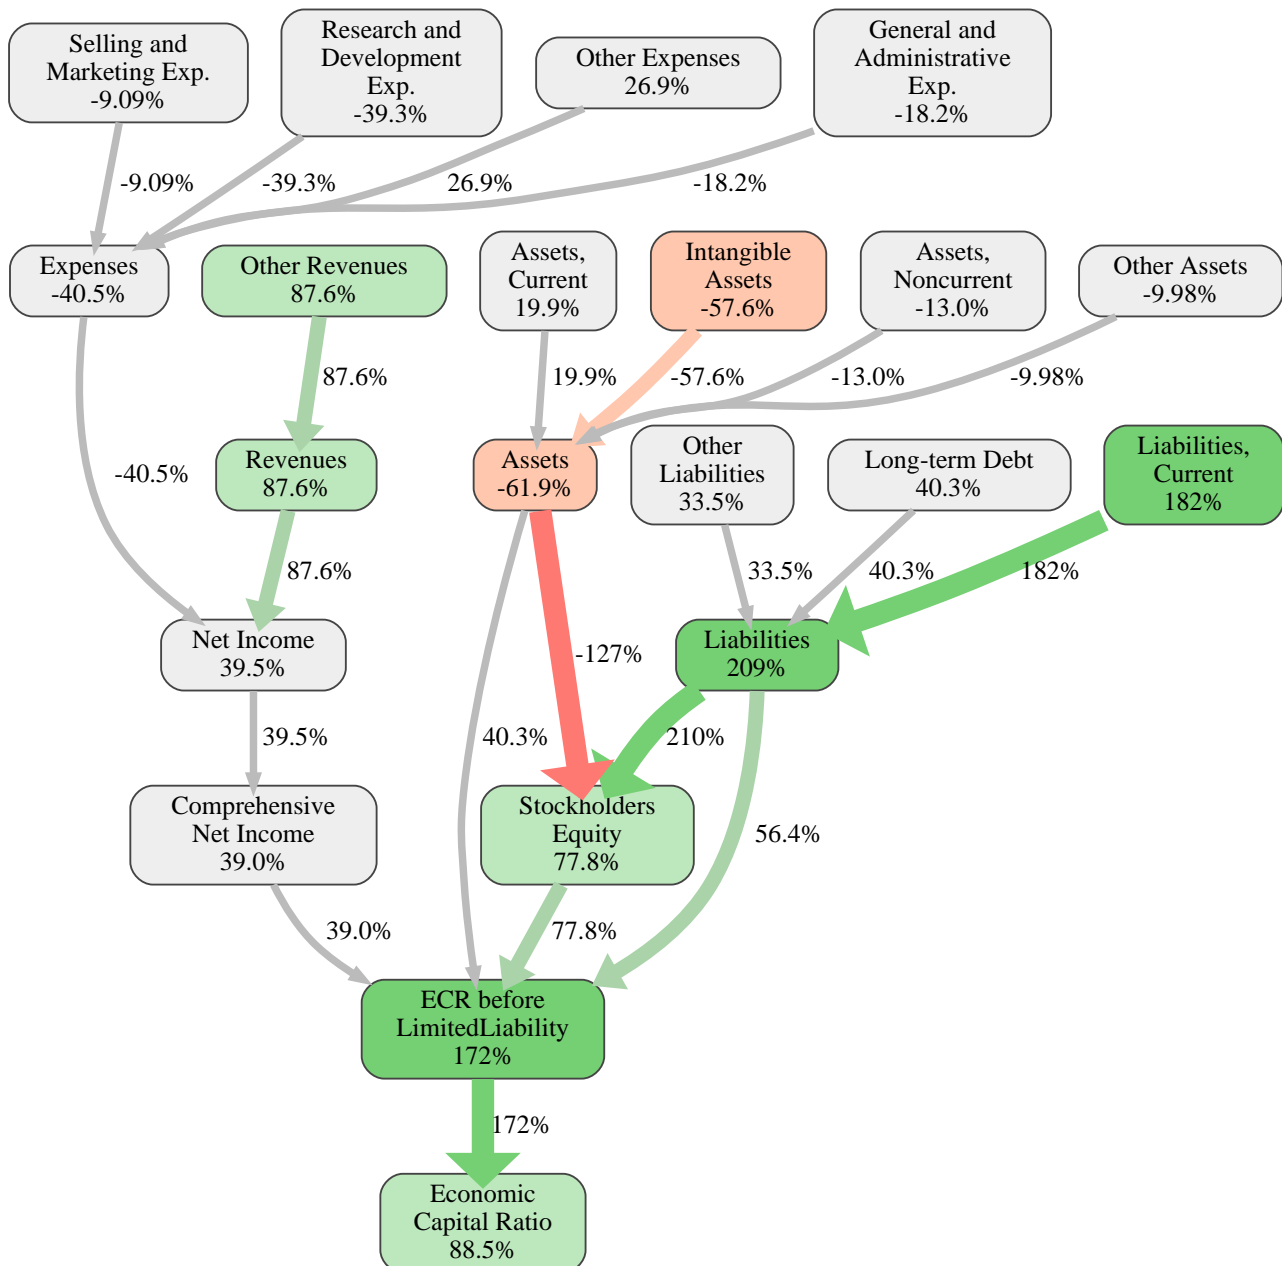 Selling and
Marketing Exp.
-9.09%
Research and
Development
Exp.
-39.3%
Other Expenses
26.9%
General and
Administrative
Exp.
-18.2%
-9.09%
-39.3%
26.9%
-18.2%
Expenses
-40.5%
Other Revenues
87.6%
Assets,
Current
19.9%
Intangible
Assets
-57.6%
Assets,
Noncurrent
-13.0%
Other Assets
-9.98%
87.6%
19.9%
-57.6%
-13.0%
-9.98%
-40.5%
Revenues
87.6%
Assets
-61.9%
Other
Liabilities
33.5%
Long-term Debt
40.3%
Liabilities,
Current
182%
87.6%
33.5%
40.3%
182%
Net Income
39.5%
-127%
Liabilities
209%
39.5%
40.3%
210%
Comprehensive
Net Income
39.0%
Stockholders
Equity
77.8%
56.4%
39.0%
77.8%
ECR before
LimitedLiability
172%
172%
Economic
Capital Ratio
88.5%